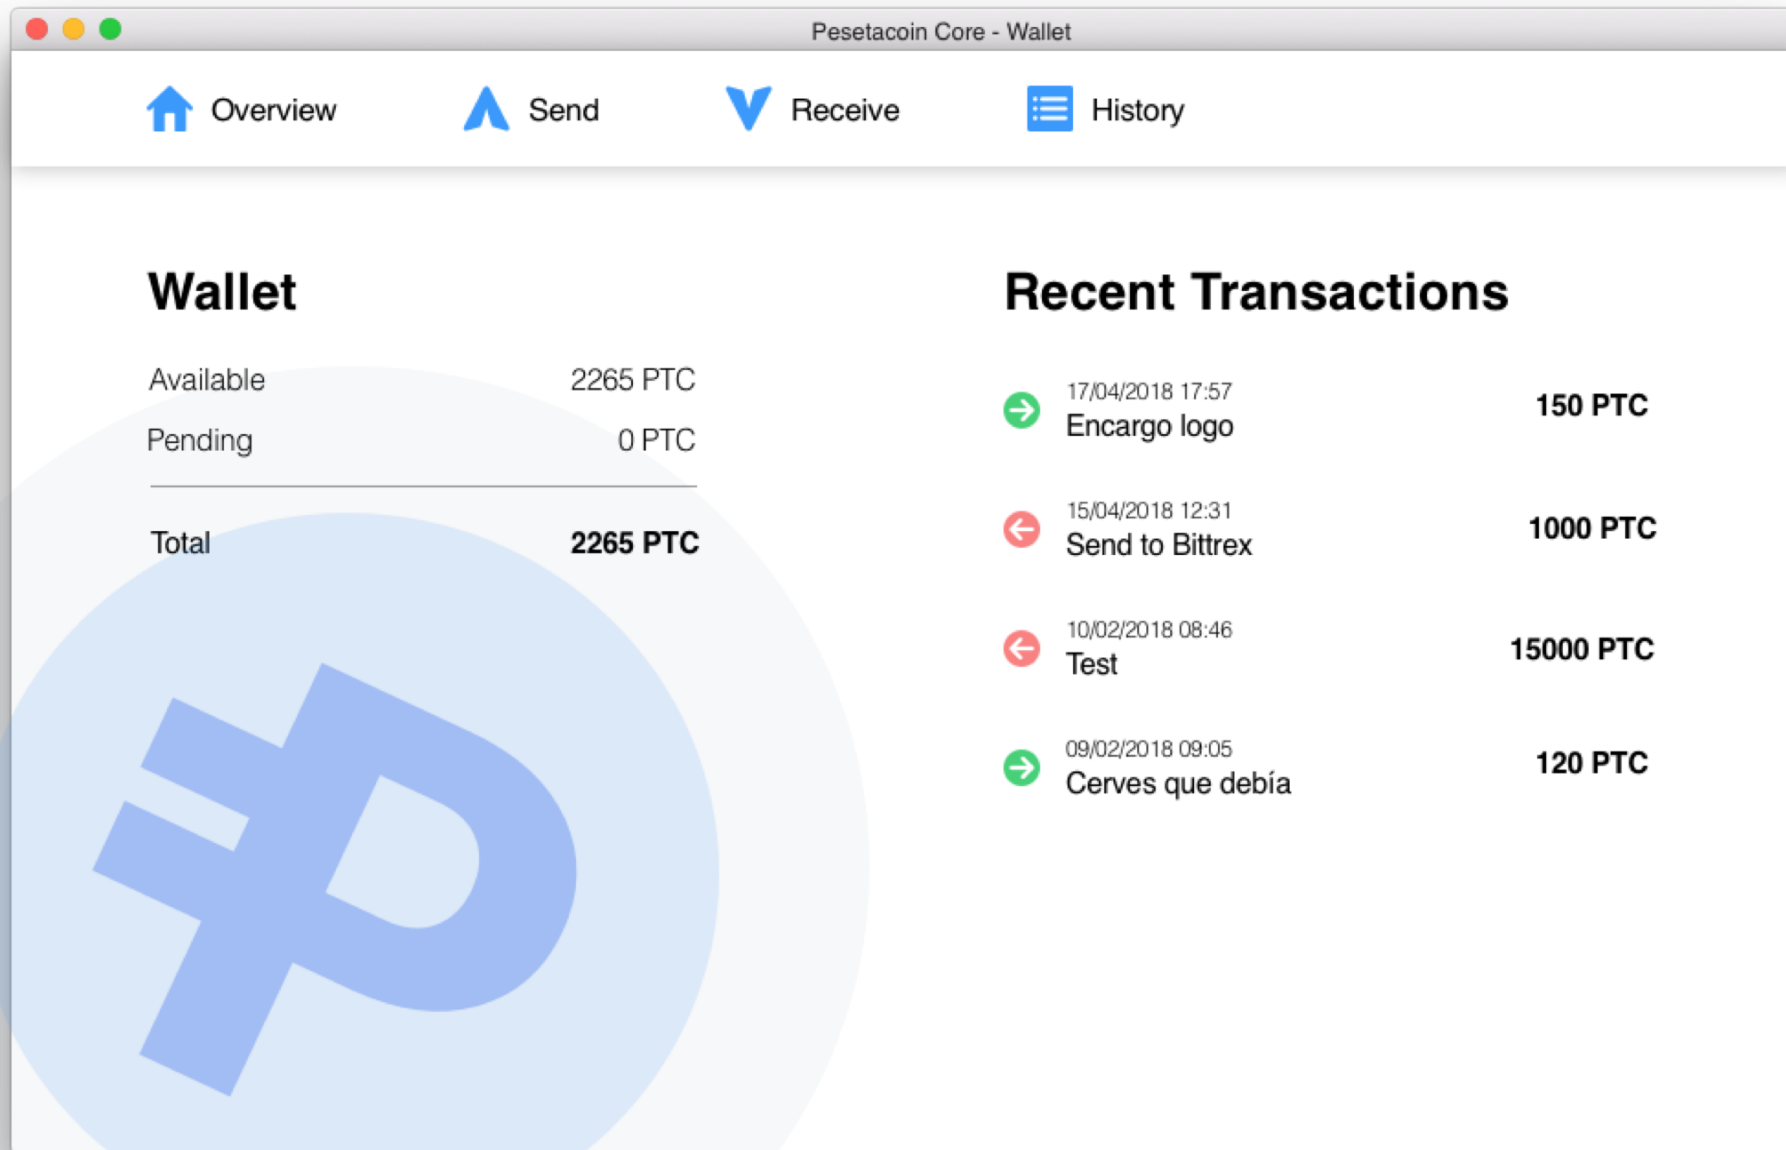 Pesetacoin Core - Wallet
Overview
Send
Receive
History
Wallet
Available 2265 PTC
Pending 0 PTC
Total 2265 PTC
Recent Transactions
17/04/2018 17:57
Encargo logo 150 PTC
15/04/2018 12:31
Send to Bittrex 1000 PTC
10/02/2018 08:46
Test 15000 PTC
09/02/2018 09:05
Cerves que debía 120 PTC